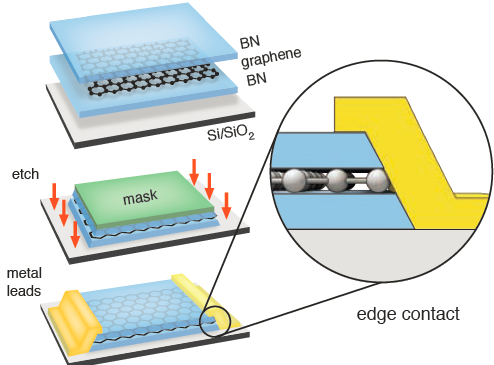 BN
graphene
BN
Si/SiO₂
etch
mask
metal
leads
edge contact